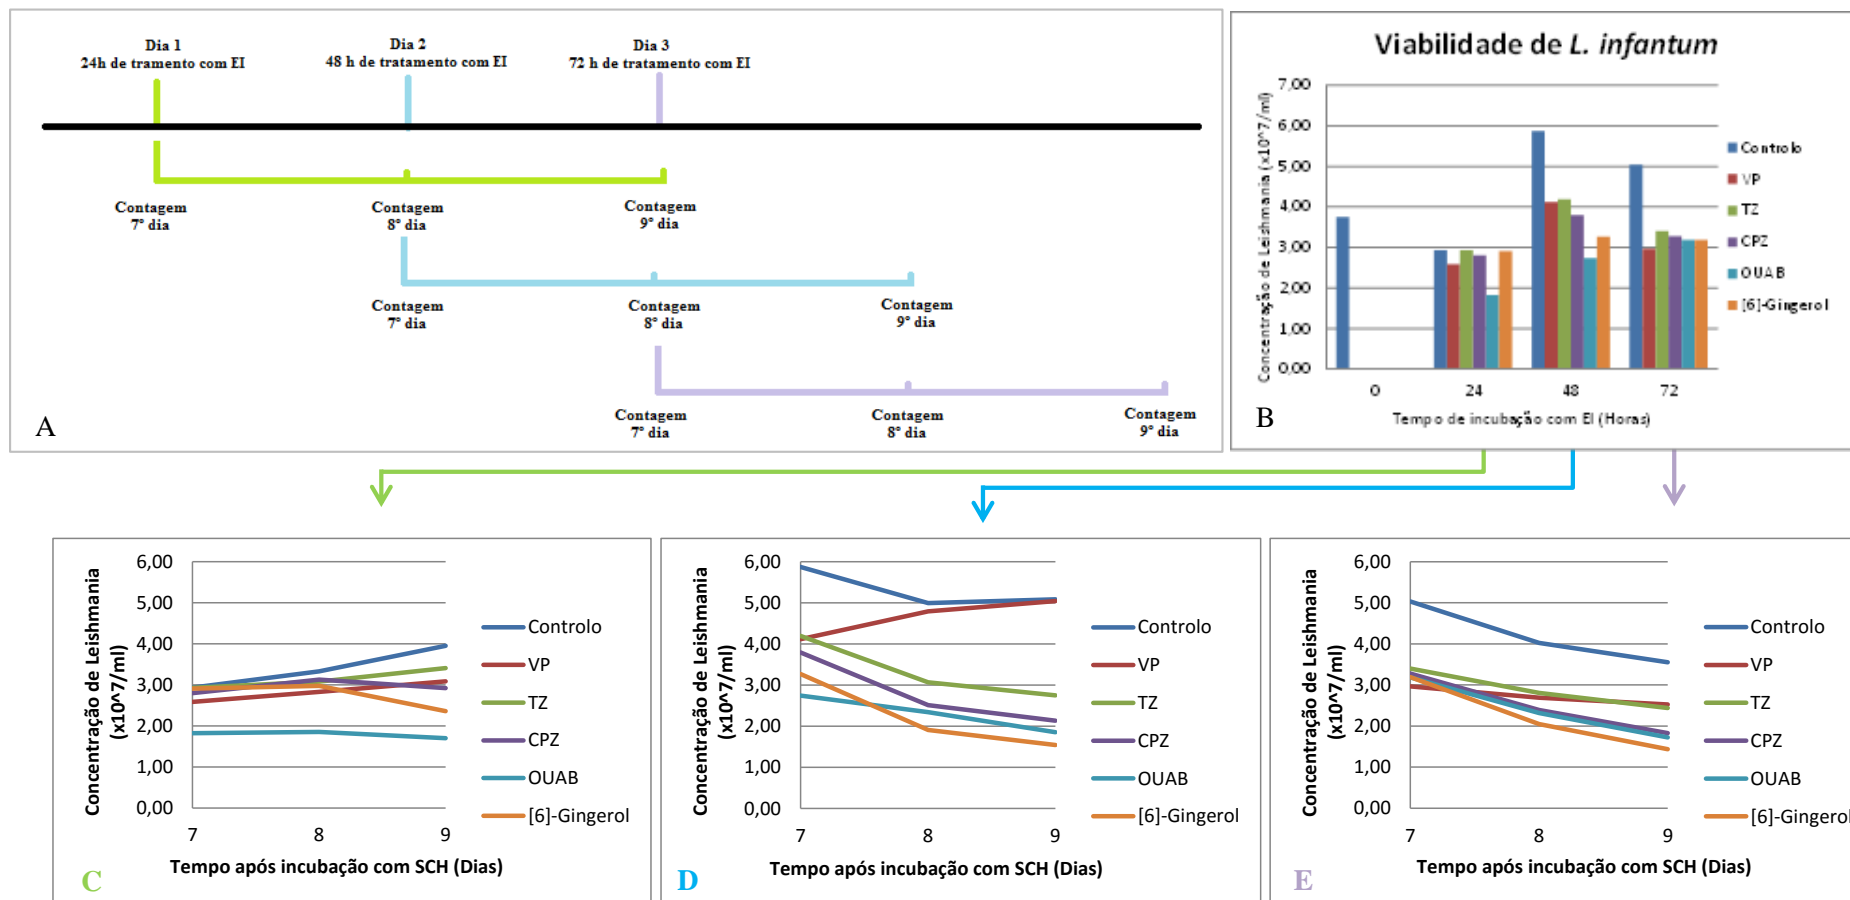 Dia 1
24h de tramento com EI
Dia 2
48 h de tratamento com EI
Dia 3
72 h de tratamento com EI
Contagem
7º dia
Contagem
8º dia
Contagem
9º dia
Contagem
7º dia
Contagem
8º dia
Contagem
9º dia
Contagem
7º dia
Contagem
8º dia
Contagem
9º dia
A
Viabilidade de L. infantum
Concentração de Leishmania (x10^7/ml)
7,00
6,00
5,00
4,00
3,00
2,00
1,00
0,00
0 24 48 72
Tempo de incubação com EI (Horas)
Controlo
VP
TZ
CPZ
OUAB
[6]-Gingerol
B
Concentração de Leishmania
(x10^7/ml)
6,00
5,00
4,00
3,00
2,00
1,00
0,00
7 8 9
Tempo após incubação com SCH (Dias)
Controlo
VP
TZ
CPZ
OUAB
[6]-Gingerol
C
Concentração de Leishmania
(x10^7/ml)
6,00
5,00
4,00
3,00
2,00
1,00
0,00
7 8 9
Tempo após incubação com SCH (Dias)
Controlo
VP
TZ
CPZ
OUAB
[6]-Gingerol
D
Concentração de Leishmania
(x10^7/ml)
6,00
5,00
4,00
3,00
2,00
1,00
0,00
7 8 9
Tempo após incubação com SCH (Dias)
Controlo
VP
TZ
CPZ
OUAB
[6]-Gingerol
E